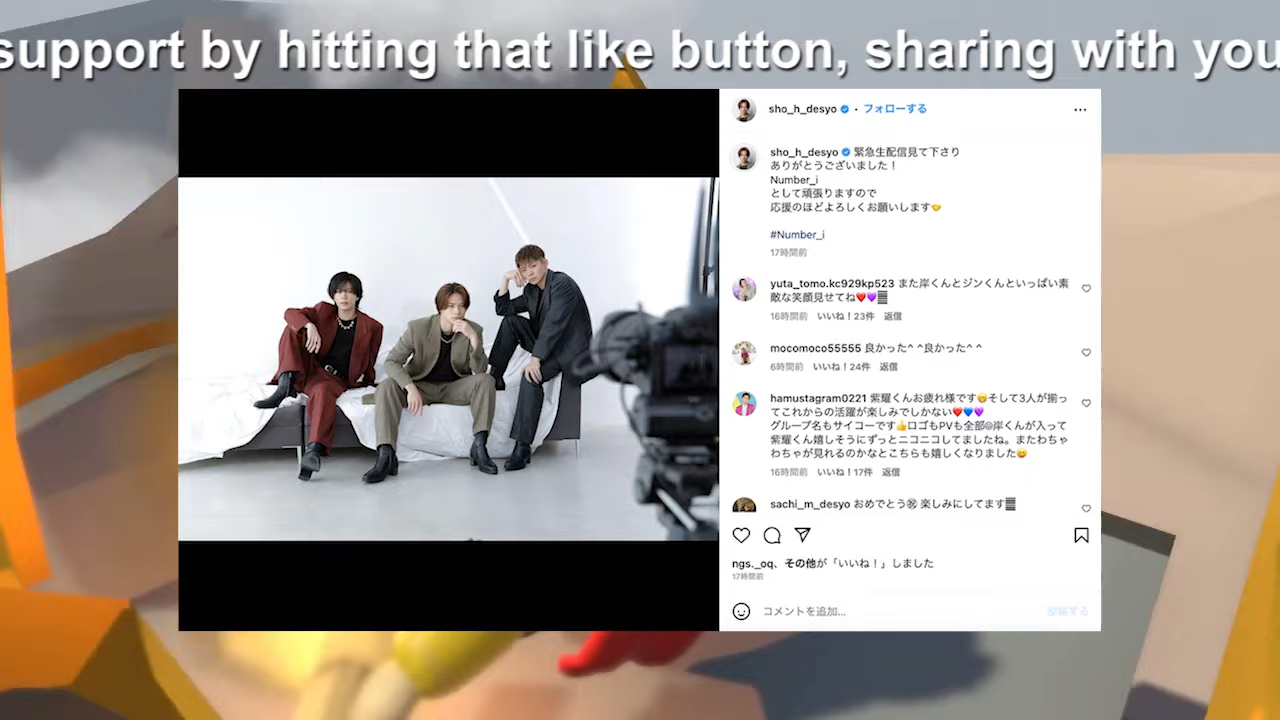 support by hitting that like button, sharing with you
sho_h_desyo · フォローする
sho_h_desyo 緊急生配信見て下さり
ありがとうございました！
Number_i
として頑張りますので
応援のほどよろしくお願いします🤝
#Number_i
17時間前
yuta_tomo.kc929kp523 また岸くんとジンくんといっぱい素
敵な笑顔見せてね❤️💜
16時間前 いいね！23件 返信
mocomoco55555 良かった^ ^良かった^ ^
6時間前 いいね！24件 返信
hamustagram0221 紫耀くんお疲れ様です😆そして3人が揃っ
てこれからの活躍が楽しみでしかない❤️💙💜
グループ名もサイコーです👍ロゴもPVも全部◎岸くんが入って
紫耀くん嬉しそうにずっとニコニコしてましたね。またわちゃ
わちゃが見れるのかなとこちらも嬉しくなりました😄
16時間前 いいね！17件 返信
sachi_m_desyo おめでとう㊗ 楽しみにしてます
ngs._oq、その他が「いいね！」しました
17時間前
コメントを追加...
投稿する